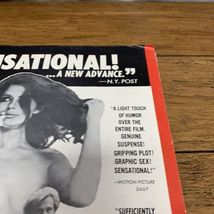 SATIONAL!
...A NEW ADVANCE."
—N.Y. POST
"A LIGHT TOUCH
OF HUMOR
OVER THE
ENTIRE FILM.
GENUINE
SUSPENSE!
GRIPPING PLOT!
GRAPHIC SEX!
SENSATIONAL!"
—MOTION PICTURE
DAILY
"SUFFICIENTLY